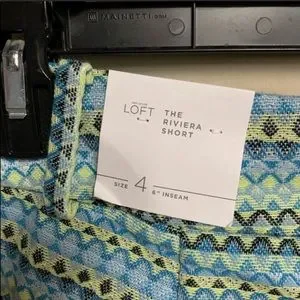 MAINETTI
LOFT
THE
RIVIERA
SHORT
SIZE 4 6" INSEAM